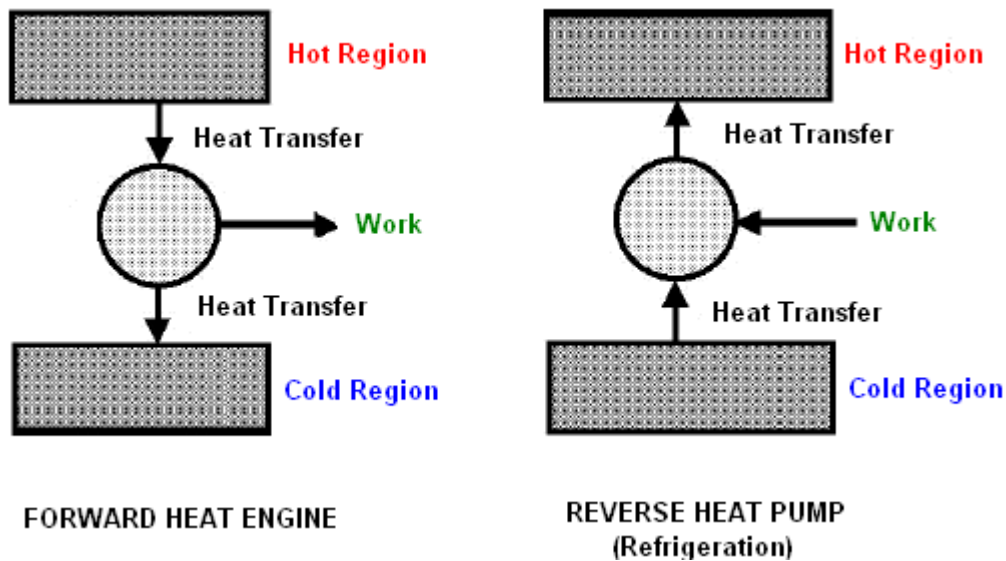 Hot Region
Heat Transfer
Work
Heat Transfer
Cold Region
FORWARD HEAT ENGINE
Hot Region
Heat Transfer
Work
Heat Transfer
Cold Region
REVERSE HEAT PUMP
(Refrigeration)